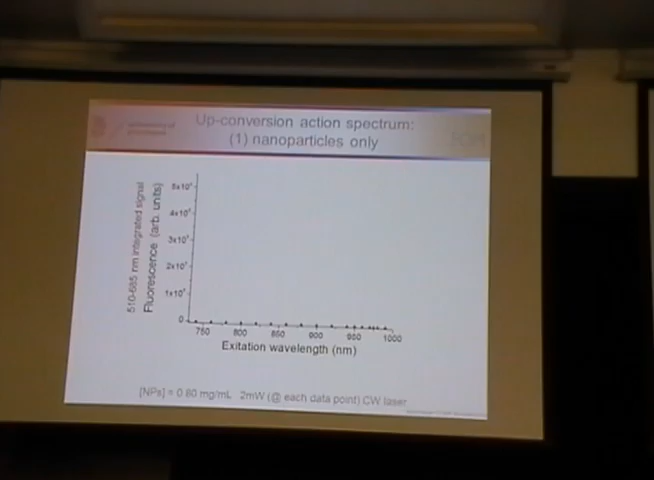 Up-conversion action spectrum:
(1) nanoparticles only
510-685 nm integrated signal
Fluorescence (arb. units)
0
750
800
850
900
950
1000
Exitation wavelength (nm)
[NPs] = 0.80 mg/mL 2mW (@ each data point) CW laser